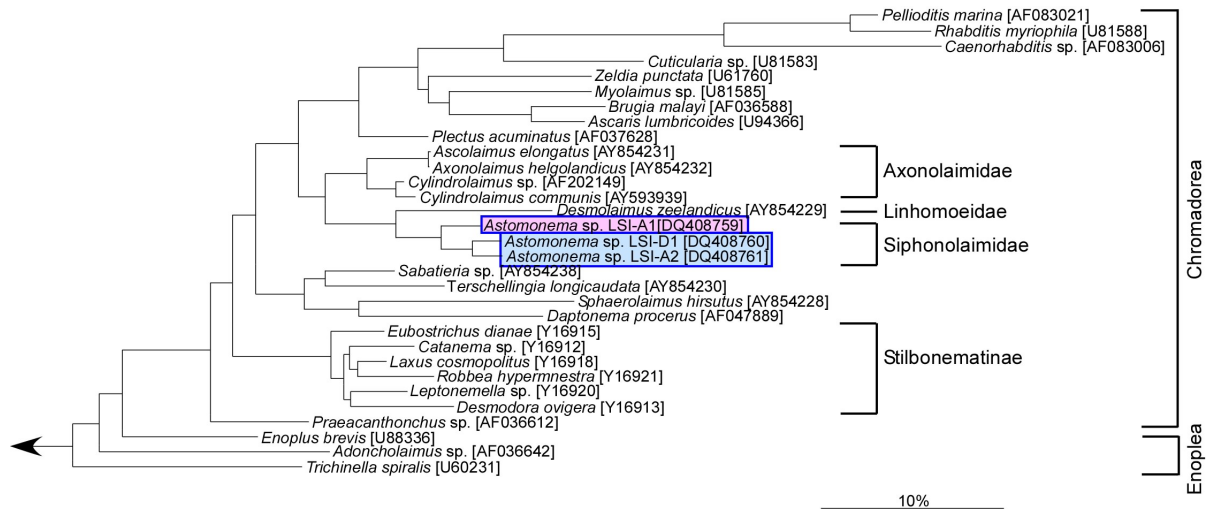 Pellioditis marina [AF083021]
Rhabditis myriophila [U81588]
Caenorhabditis sp. [AF083006]
Cuticularia sp. [U81583]
Zeldia punctata [U61760]
Myolaimus sp. [U81585]
Brugia malayi [AF036588]
Ascaris lumbricoides [U94366]
Plectus acuminatus [AF037628]
Ascolaimus elongatus [AY854231]
Axonolaimus helgolandicus [AY854232]
Cylindrolaimus sp. [AF202149]
Cylindrolaimus communis [AY593939]
Axonolaimidae
Desmolaimus zeelandicus [AY854229]
Linhomoeidae
Astomonema sp. LSI-A1[DQ408759]
Astomonema sp. LSI-D1 [DQ408760]
Astomonema sp. LSI-A2 [DQ408761]
Siphonolaimidae
Sabatieria sp. [AY854238]
Terschellingia longicaudata [AY854230]
Sphaerolaimus hirsutus [AY854228]
Daptonema procerus [AF047889]
Eubostrichus dianae [Y16915]
Catanema sp. [Y16912]
Laxus cosmopolitus [Y16918]
Robbea hypermnestra [Y16921]
Leptonemella sp. [Y16920]
Desmodora ovigera [Y16913]
Stilbonematinae
Praeacanthonchus sp. [AF036612]
Chromadorea
Enoplus brevis [U88336]
Adoncholaimus sp. [AF036642]
Trichinella spiralis [U60231]
Enoplea
10%